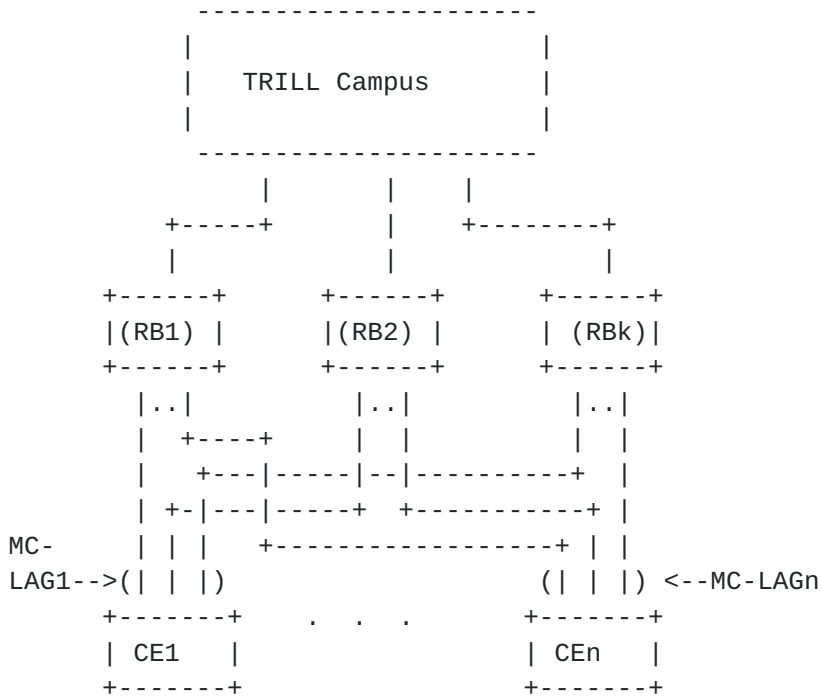 TRILL Campus
(RB1) (RB2) (RBk)
MC-
LAG1-->(| | |) (| | |) <--MC-LAGn
. . .
CE1 CEn